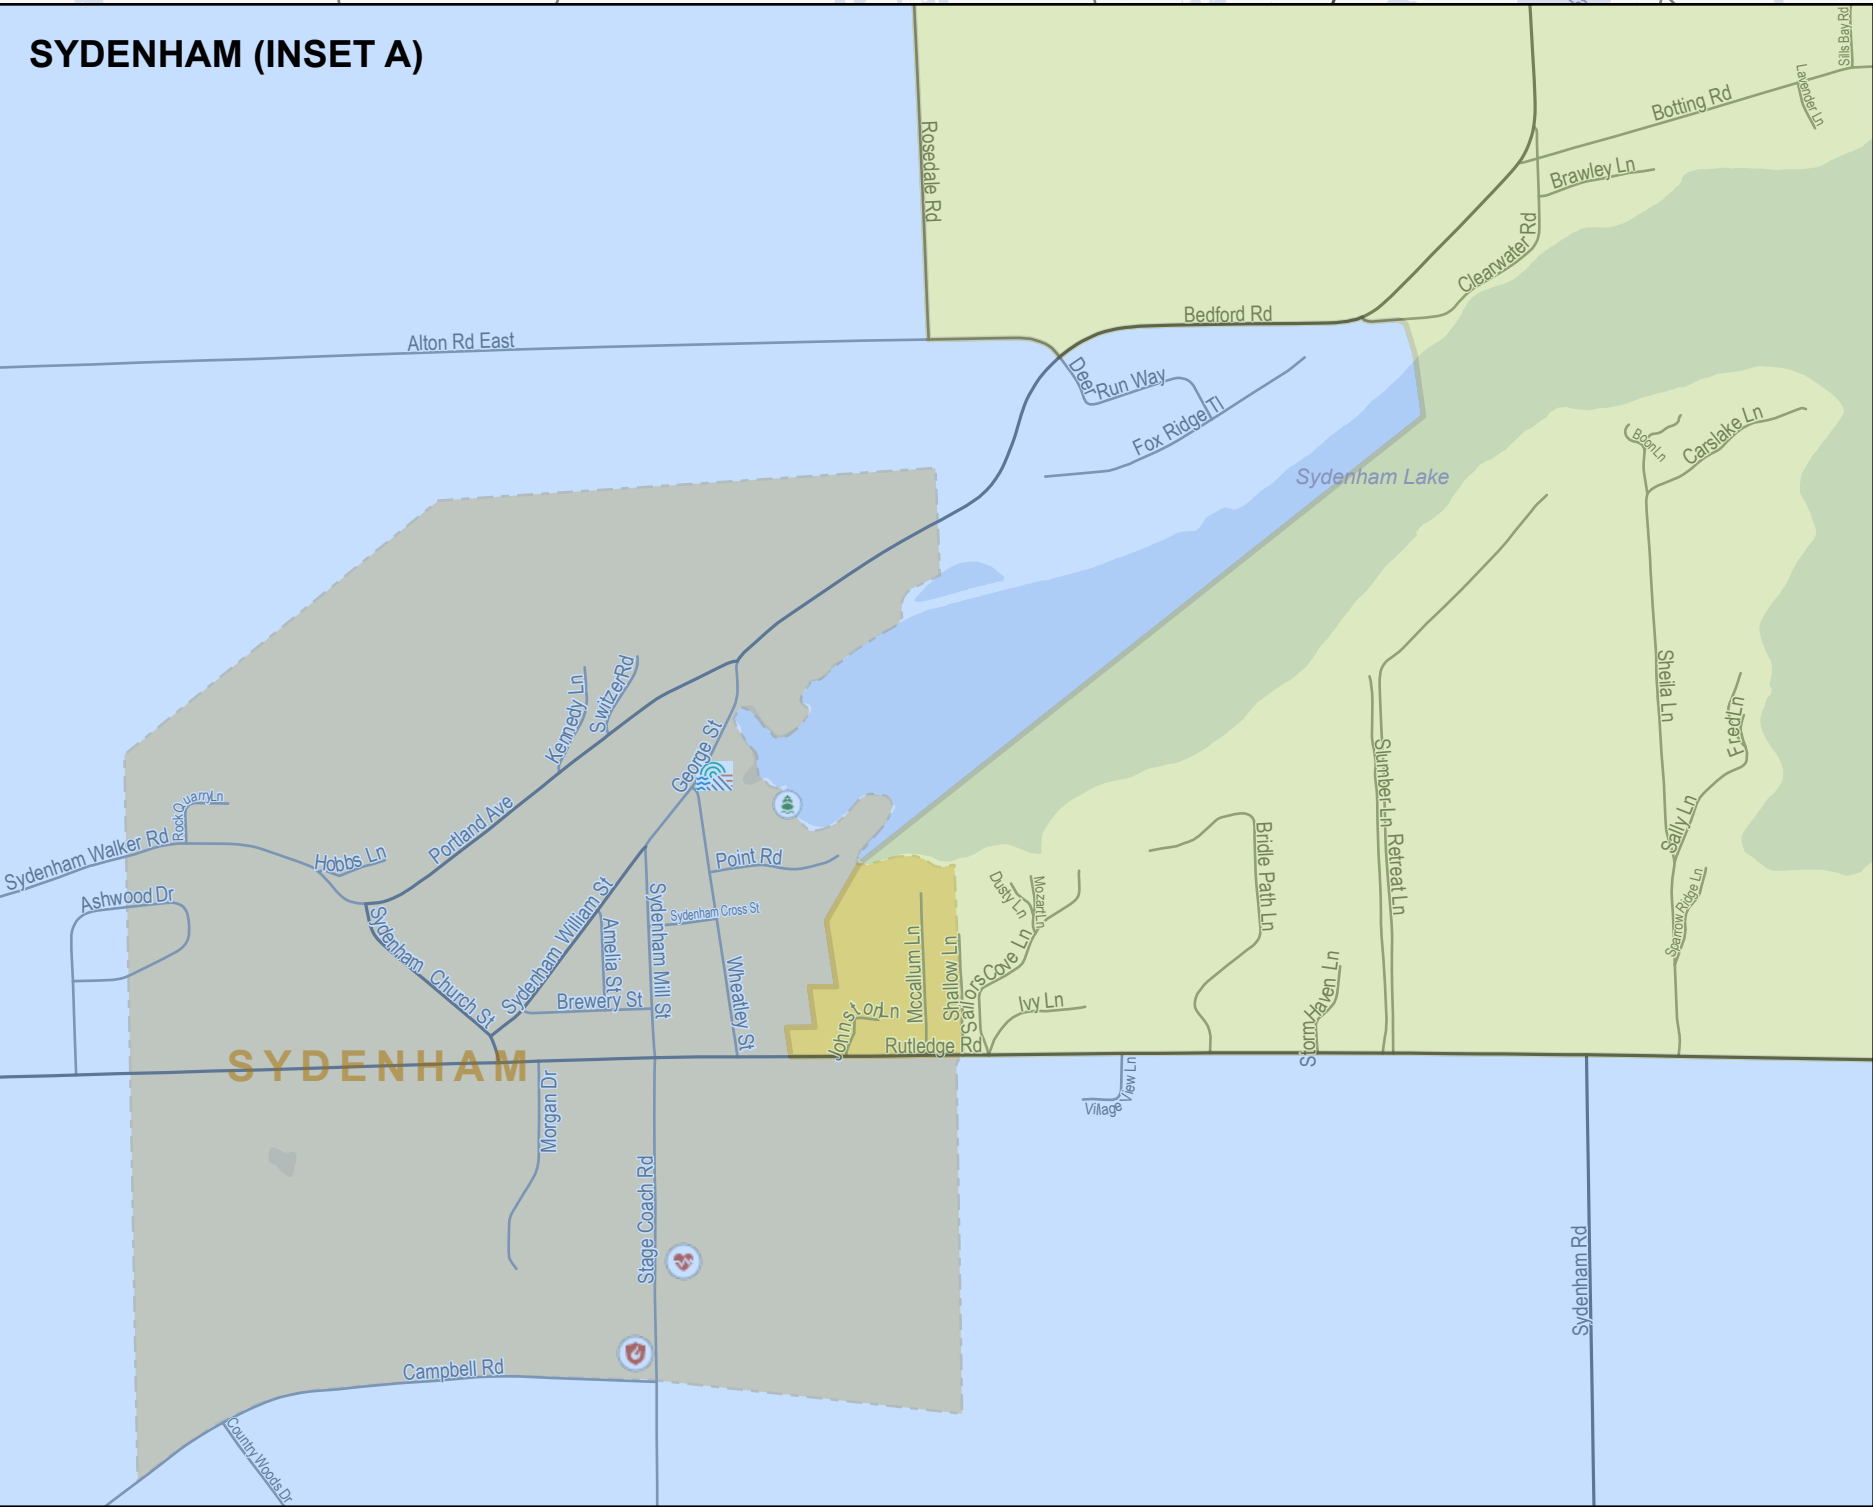 SYDENHAM (INSET A)
Sills Bay Rd
Lavender Ln
Botting Rd
Brawley Ln
Rosedale Rd
Clearwater Rd
Bedford Rd
Alton Rd East
Deer Run Way
Fox Ridge Tl
Sydenham Lake
Boon Ln
Carslake Ln
Kennedy Ln
Switzer Rd
George St
Sheila Ln
Fred Ln
Slumber Ln
Retreat Ln
Rock Quarry Ln
Portland Ave
Sydenham Walker Rd
Hobbs Ln
Ashwood Dr
Point Rd
Bridle Path Ln
Sally Ln
Sparrow Ridge Ln
Dusty Ln
Mozart Ln
Sydenham Cross St
Sydenham Church St
Sydenham William St
Amelia St
Sydenham Mill St
Wheatley St
Brewery St
Mccallum Ln
Shallow Ln
Sailors Cove Ln
Ivy Ln
Storm Haven Ln
Johnston Ln
Rutledge Rd
SYDENHAM
Morgan Dr
Village View Ln
Stage Coach Rd
Sydenham Rd
Campbell Rd
Country Woods Dr